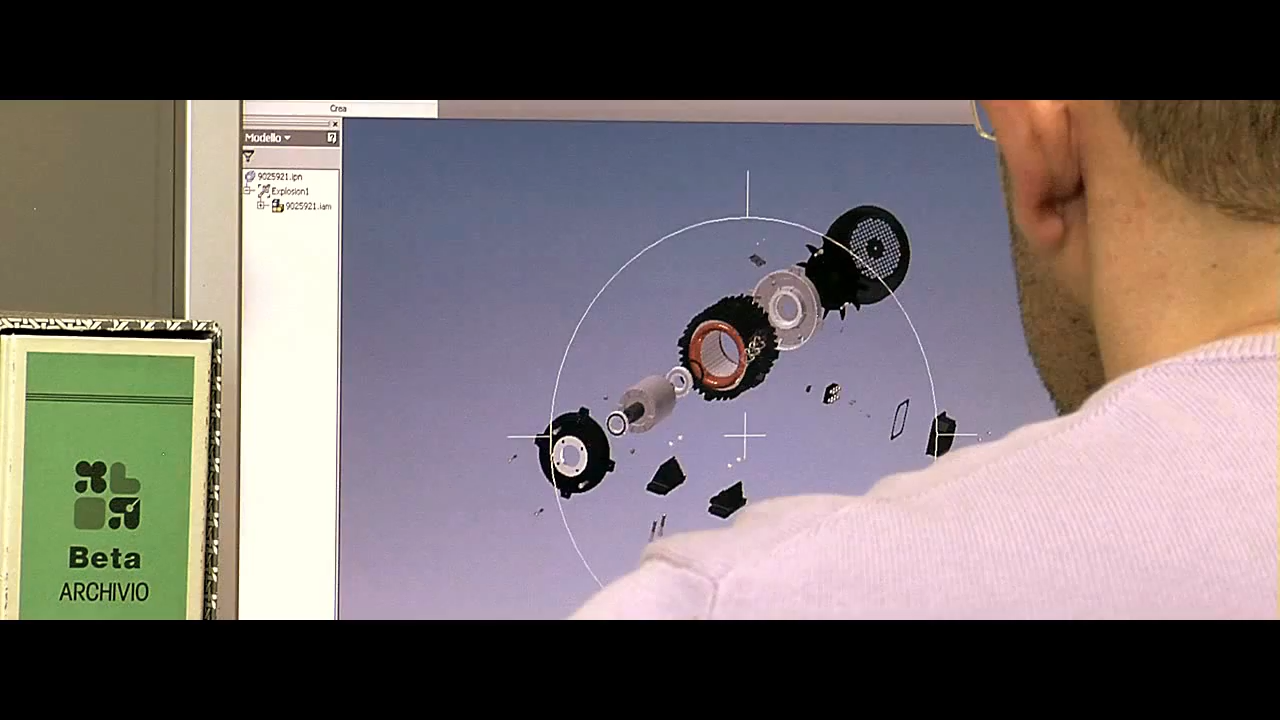 Crea
Modello
9025921.ipn
Explosion1
9025921.iam
Beta
ARCHIVIO